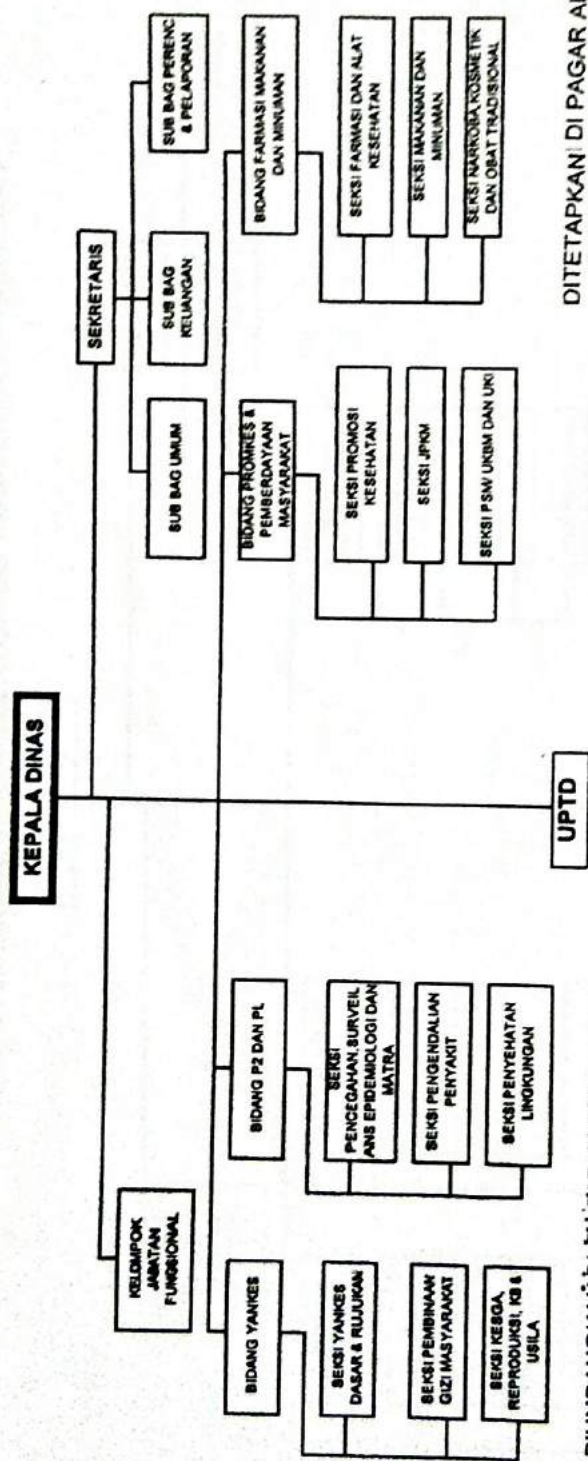 KEPALA DINAS
SEKRETARIS
KELOMPOK
JABATAN
FUNGSIONAL
SUB BAG UMUM
SUB BAG
KEUANGAN
SUB BAG PERENC
& PELAPORAN
BIDANG YANKES
BIDANG P2 DAN PL
BIDANG PROMKES &
PEMBERDAYAAN
MASYARAKAT
BIDANG FARMASI MAKANAN
DAN MINUMAN
SEKSI YANKES
DASAR & RUJUKAN
SEKSI PEMBINAAN
GIZI MASYARAKAT
SEKSI KESGA,
REPRODUKSI, KB &
USILA
SEKSI
PENCEGAHAN, SURVEIL
ANS EPIDEMIOLOGI DAN
MATRA
SEKSI PENGENDALIAN
PENYAKIT
SEKSI PENYEHATAN
LINGKUNGAN
SEKSI PROMOSI
KESEHATAN
SEKSI JPKM
SEKSI PSM/ UKBM DAN UKI
SEKSI FARMASI DAN ALAT
KESEHATAN
SEKSI MAKANAN DAN
MINUMAN
SEKSI NARKOBA, KOSMETIK
DAN OBAT TRADISIONAL
UPTD
DITETAPKAN DI PAGAR